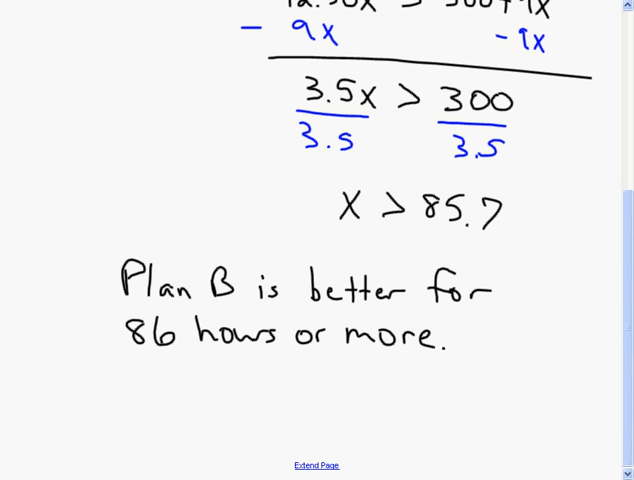 - 9x - 9x
3.5x > 300
3.5 3.5
x > 85.7
Plan B is better for
86 hours or more.
Extend Page